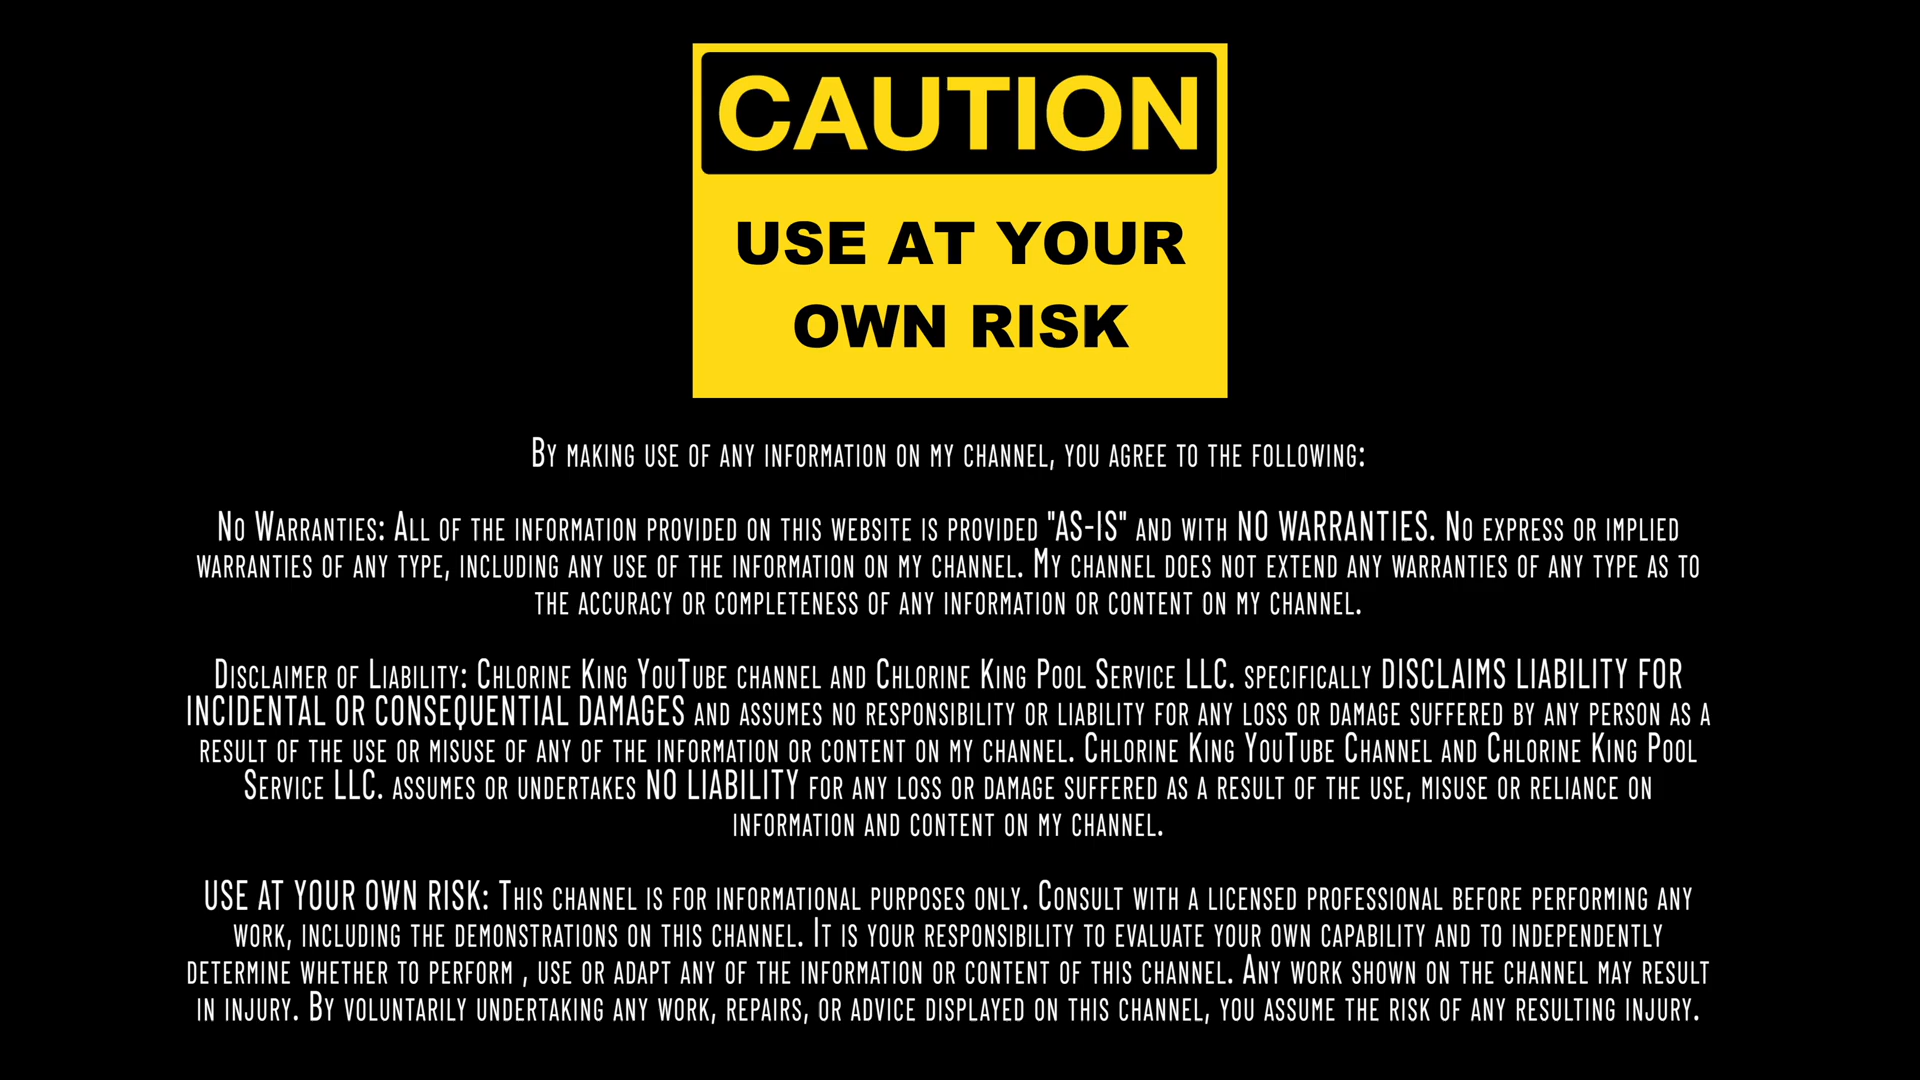 CAUTION
USE AT YOUR
OWN RISK
By making use of any information on my channel, you agree to the following:
No Warranties: All of the information provided on this website is provided "AS-IS" and with NO WARRANTIES. No express or implied
warranties of any type, including any use of the information on my channel. My channel does not extend any warranties of any type as to
the accuracy or completeness of any information or content on my channel.
Disclaimer of Liability: Chlorine King YouTube channel and Chlorine King Pool Service LLC. specifically DISCLAIMS LIABILITY FOR
INCIDENTAL OR CONSEQUENTIAL DAMAGES and assumes no responsibility or liability for any loss or damage suffered by any person as a
result of the use or misuse of any of the information or content on my channel. Chlorine King YouTube Channel and Chlorine King Pool
Service LLC. assumes or undertakes NO LIABILITY for any loss or damage suffered as a result of the use, misuse or reliance on
information and content on my channel.
USE AT YOUR OWN RISK: This channel is for informational purposes only. Consult with a licensed professional before performing any
work, including the demonstrations on this channel. It is your responsibility to evaluate your own capability and to independently
determine whether to perform , use or adapt any of the information or content of this channel. Any work shown on the channel may result
in injury. By voluntarily undertaking any work, repairs, or advice displayed on this channel, you assume the risk of any resulting injury.